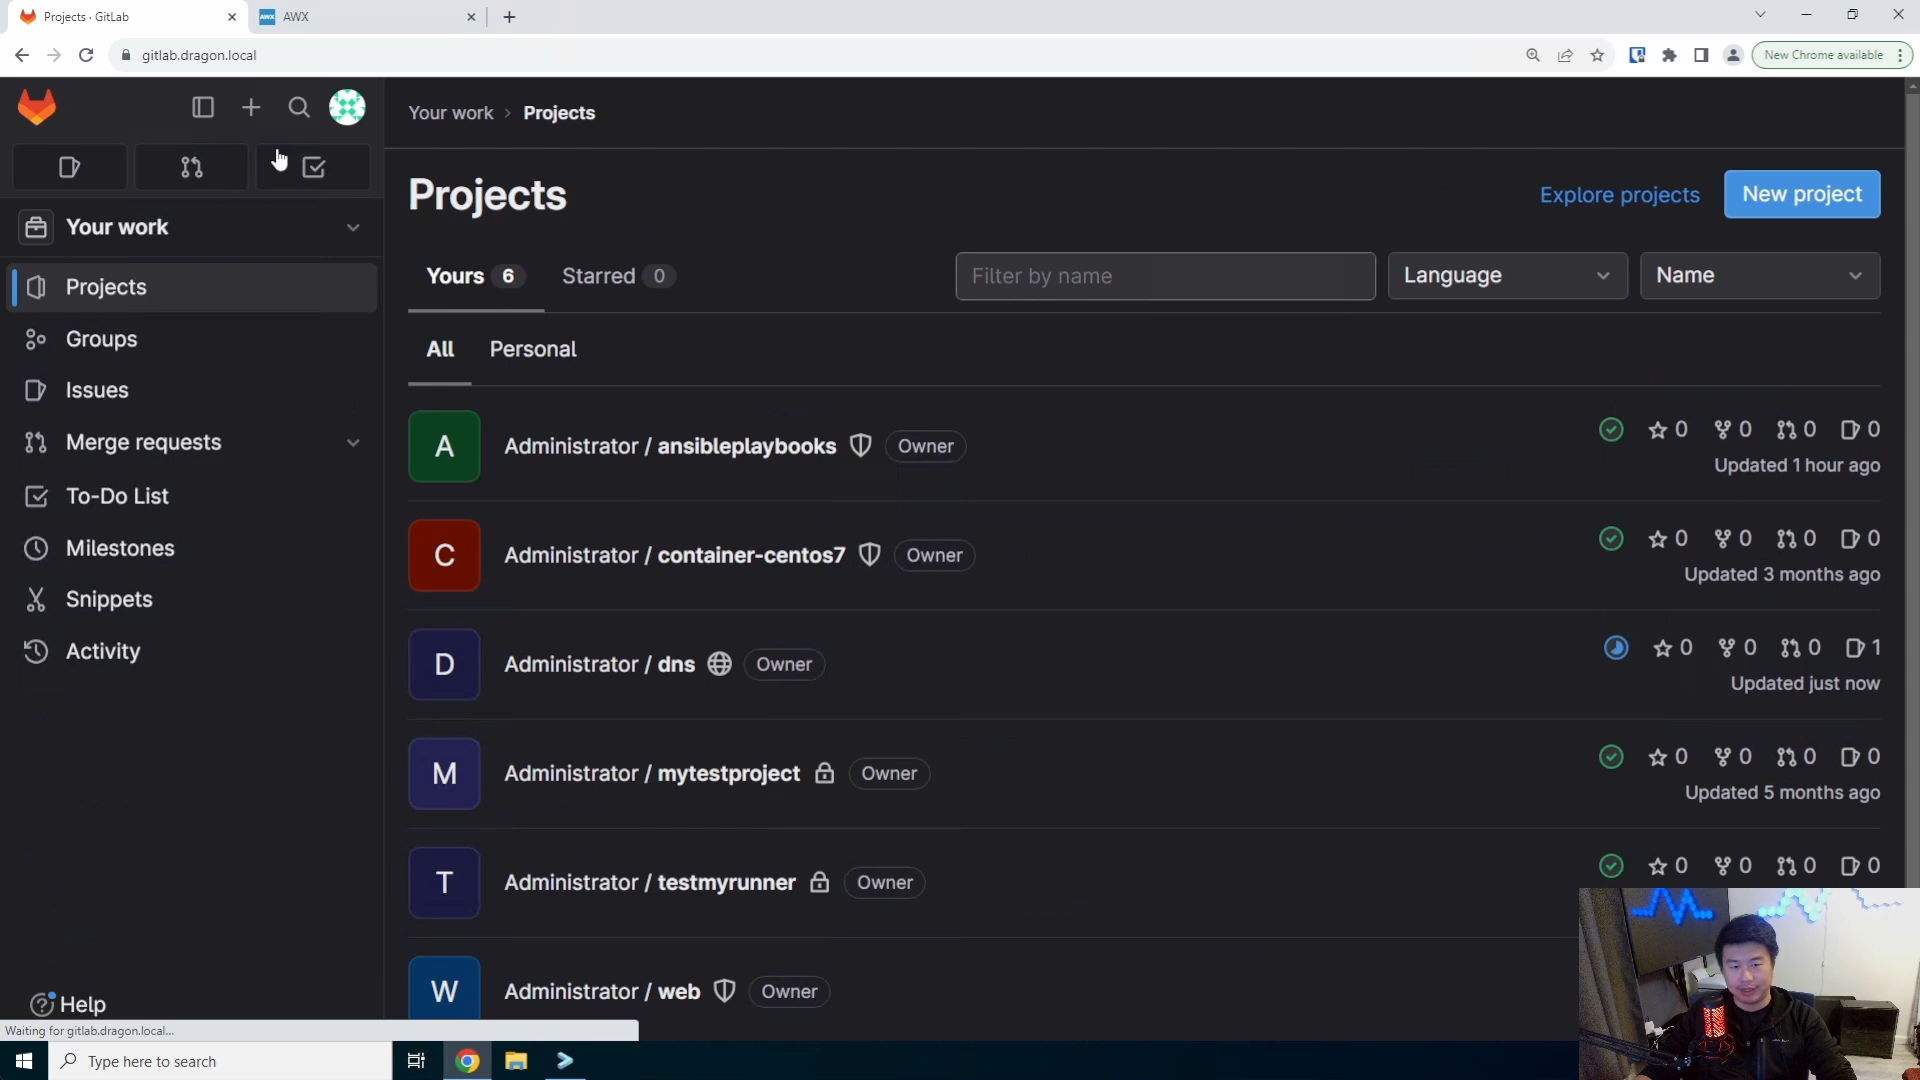 Projects · GitLab
AWX AWX
gitlab.dragon.local
New Chrome available
Your work > Projects
Your work
Projects
Groups
Issues
Merge requests
To-Do List
Milestones
Snippets
Activity
Help
Projects
Explore projects
New project
Yours 6
Starred 0
Filter by name
Language
Name
All
Personal
A
Administrator / ansibleplaybooks Owner
0 0 0 0
Updated 1 hour ago
C
Administrator / container-centos7 Owner
0 0 0 0
Updated 3 months ago
D
Administrator / dns Owner
0 0 0 1
Updated just now
M
Administrator / mytestproject Owner
0 0 0 0
Updated 5 months ago
T
Administrator / testmyrunner Owner
0 0 0 0
W
Administrator / web Owner
Waiting for gitlab.dragon.local...
Type here to search